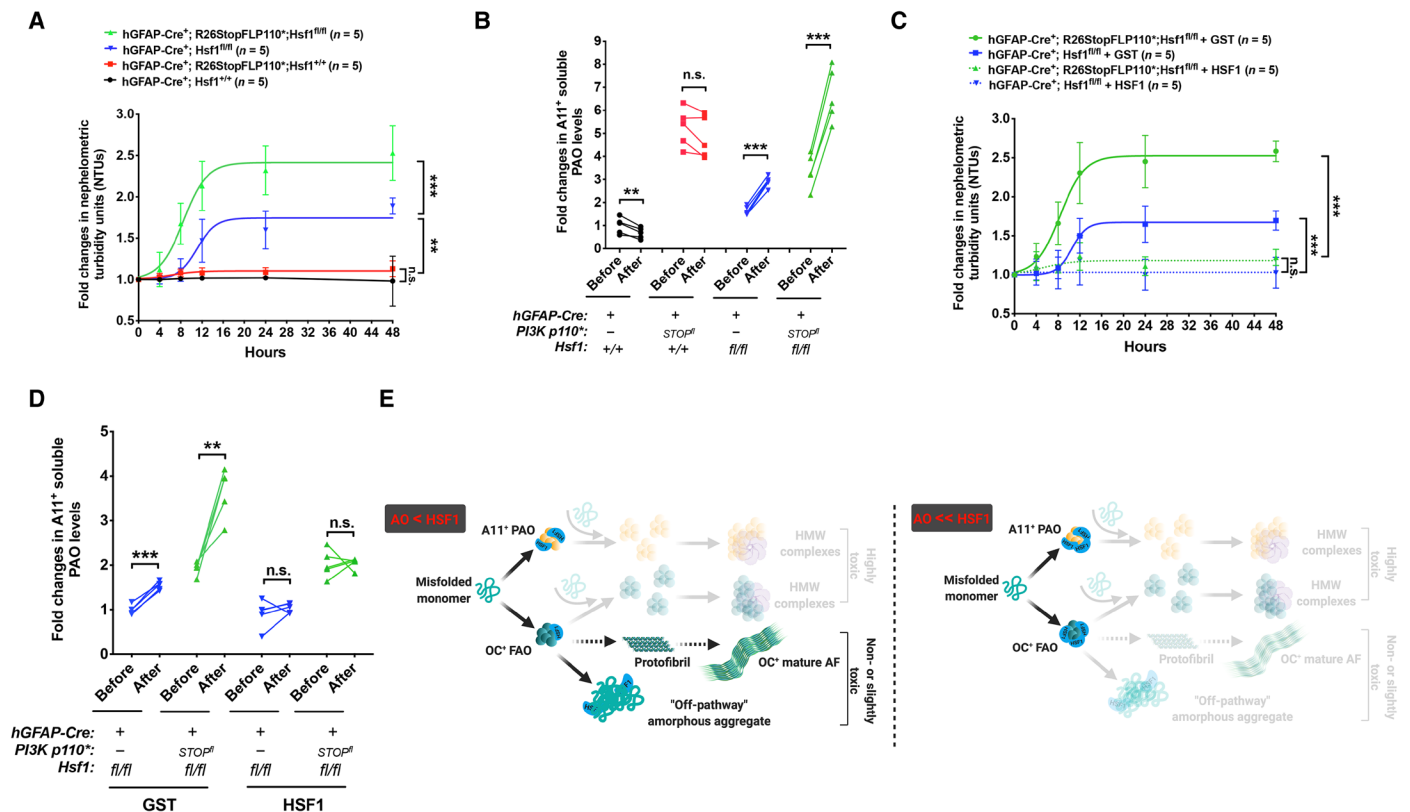 A
hGFAP-Cre+; R26StopFLP110*;Hsf1fl/fl (n = 5)
hGFAP-Cre+; Hsf1fl/fl (n = 5)
hGFAP-Cre+; R26StopFLP110*;Hsf1+/+ (n = 5)
hGFAP-Cre+; Hsf1+/+ (n = 5)
Fold changes in nephelometric
turbidity units (NTUs)
3.0
2.5
2.0
1.5
1.0
0.5
0 4 8 12 16 20 24 28 32 36 40 44 48
Hours
***
**
n.s.
B
Fold changes in A11+ soluble
PAO levels
9
8
7
6
5
4
3
2
1
0
**
n.s.
***
***
Before After Before After Before After Before After
hGFAP-Cre: + + + +
PI3K p110*: – STOPfl – STOPfl
Hsf1: +/+ +/+ fl/fl fl/fl
C
hGFAP-Cre+; R26StopFLP110*;Hsf1fl/fl + GST (n = 5)
hGFAP-Cre+; Hsf1fl/fl + GST (n = 5)
hGFAP-Cre+; R26StopFLP110*;Hsf1fl/fl + HSF1 (n = 5)
hGFAP-Cre+; Hsf1fl/fl + HSF1 (n = 5)
Fold changes in nephelometric
turbidity units (NTUs)
3.0
2.5
2.0
1.5
1.0
0.5
0 4 8 12 16 20 24 28 32 36 40 44 48
Hours
***
***
n.s.
D
Fold changes in A11+ soluble
PAO levels
5
4
3
2
1
0
***
**
n.s.
n.s.
Before After Before After Before After Before After
hGFAP-Cre: + + + +
PI3K p110*: – STOPfl – STOPfl
Hsf1: fl/fl fl/fl fl/fl fl/fl
GST HSF1
E
AO < HSF1
A11+ PAO
Misfolded
monomer
OC+ FAO
HMW
complexes
HMW
complexes
Highly
toxic
Protofibril
OC+ mature AF
"Off-pathway"
amorphous aggregate
Non- or slightly
toxic
AO << HSF1
A11+ PAO
Misfolded
monomer
OC+ FAO
HMW
complexes
HMW
complexes
Highly
toxic
Protofibril
OC+ mature AF
"Off-pathway"
amorphous aggregate
Non- or slightly
toxic